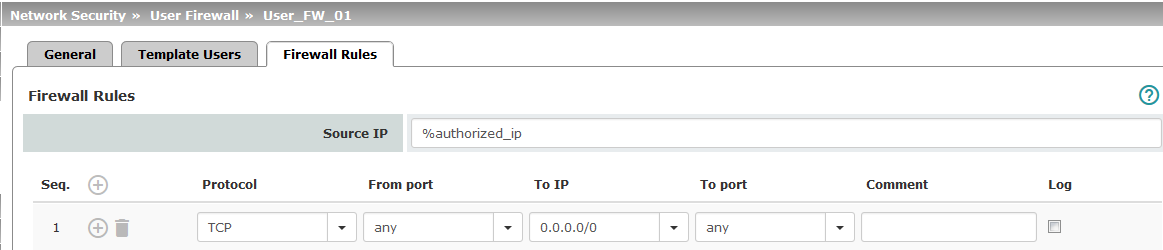 Network Security » User Firewall » User_FW_01
General Template Users Firewall Rules
Firewall Rules
Source IP %authorized_ip
Seq. Protocol From port To IP To port Comment Log
1 TCP any 0.0.0.0/0 any